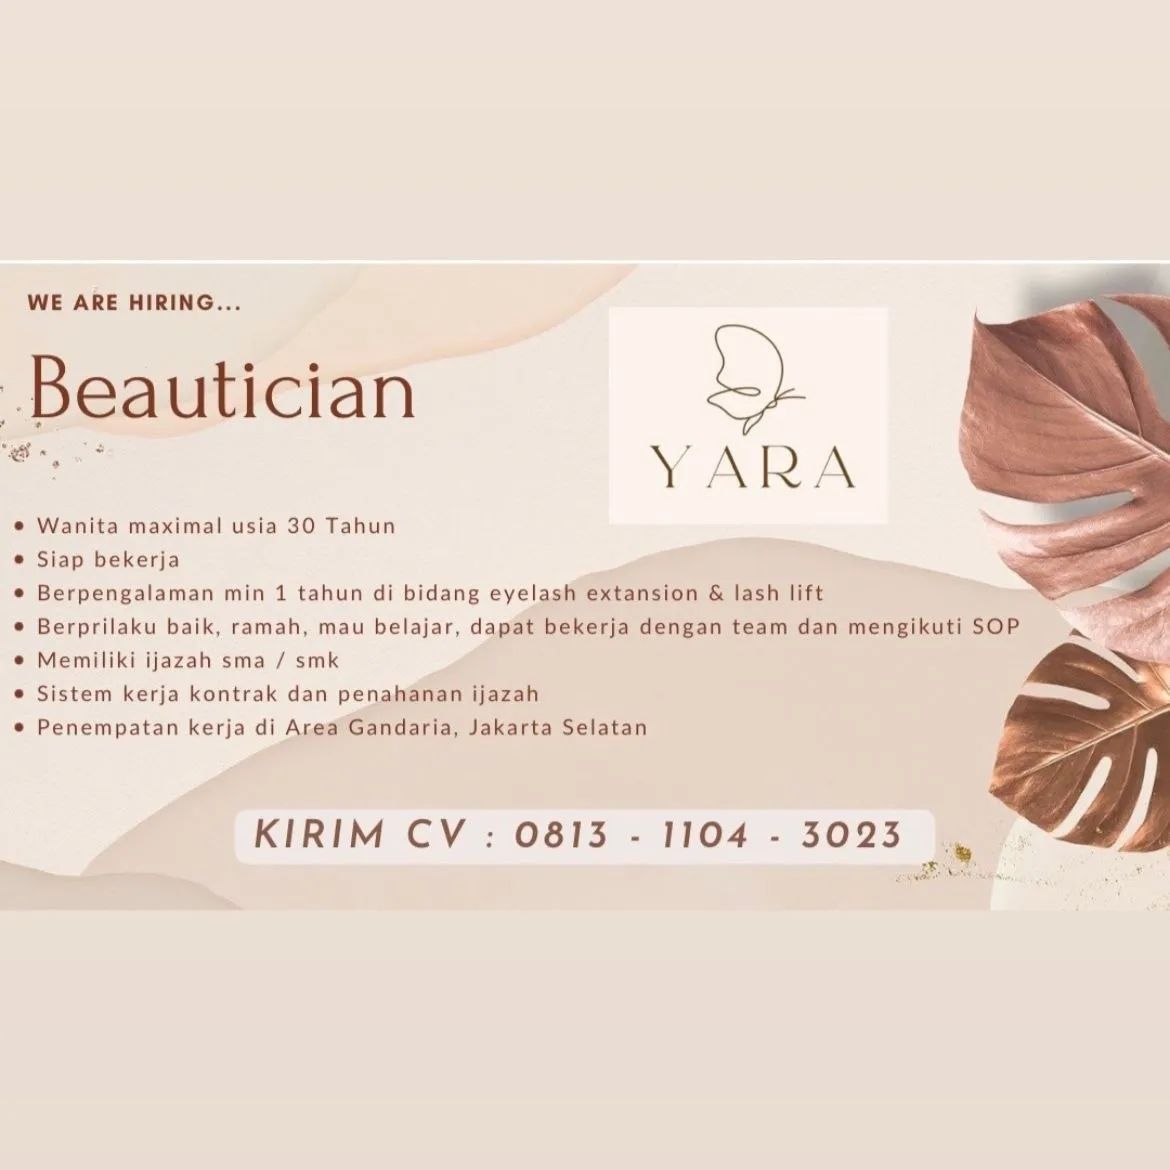 WE ARE HIRING...
Beautician
YARA
• Wanita maximal usia 30 Tahun
• Siap bekerja
• Berpengalaman min 1 tahun di bidang eyelash extansion & lash lift
• Berprilaku baik, ramah, mau belajar, dapat bekerja dengan team dan mengikuti SOP
• Memiliki ijazah sma / smk
• Sistem kerja kontrak dan penahanan ijazah
• Penempatan kerja di Area Gandaria, Jakarta Selatan
KIRIM CV : 0813 - 1104 - 3023